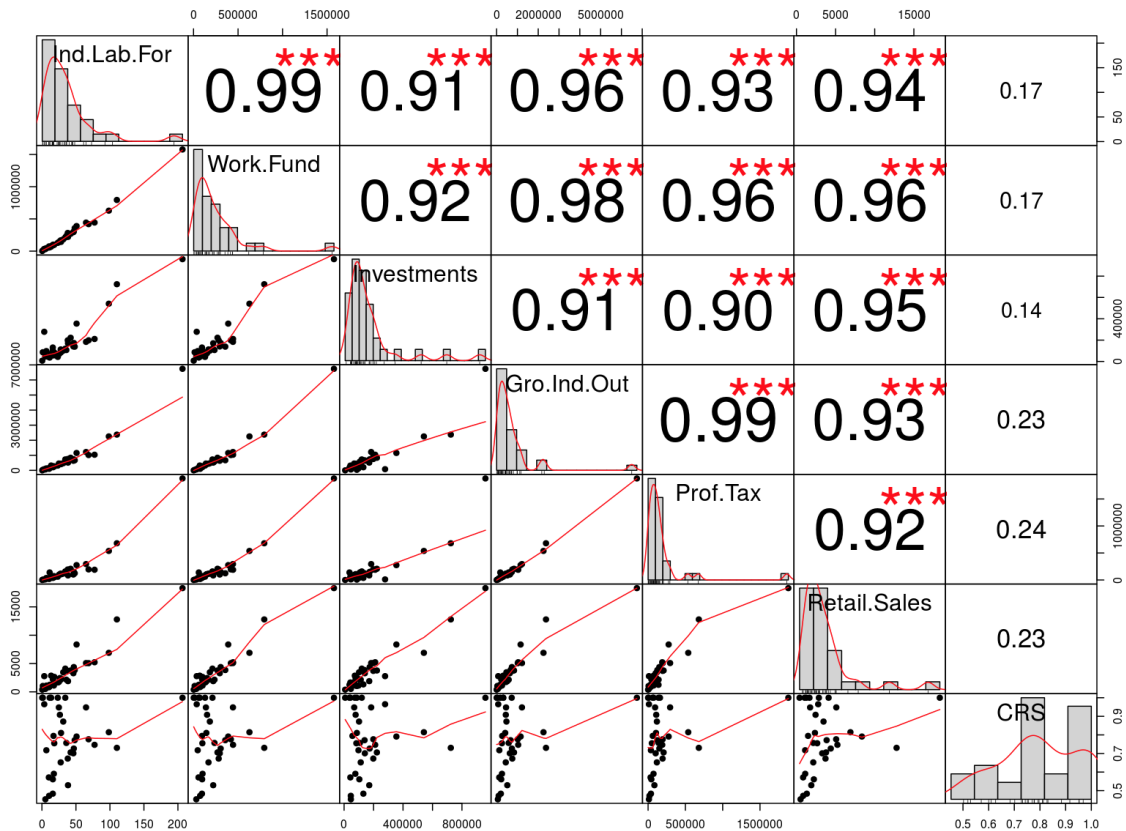 0 500000 1500000 0 2000000 5000000 0 5000 15000
Ind.Lab.For *** 0.99 *** 0.91 *** 0.96 *** 0.93 *** 0.94 0.17 0 50 150
0 1000000 Work.Fund *** 0.92 *** 0.98 *** 0.96 *** 0.96 0.17
Investments *** 0.91 *** 0.90 *** 0.95 0.14 0 400000
0 3000000 7000000 Gro.Ind.Out *** 0.99 *** 0.93 0.23
Prof.Tax *** 0.92 0.24 0 1000000
0 5000 15000 Retail.Sales 0.23
CRS 0.5 0.7 0.9
0 50 100 150 200 0 400000 800000 0 500000 1500000 0.5 0.6 0.7 0.8 0.9 1.0